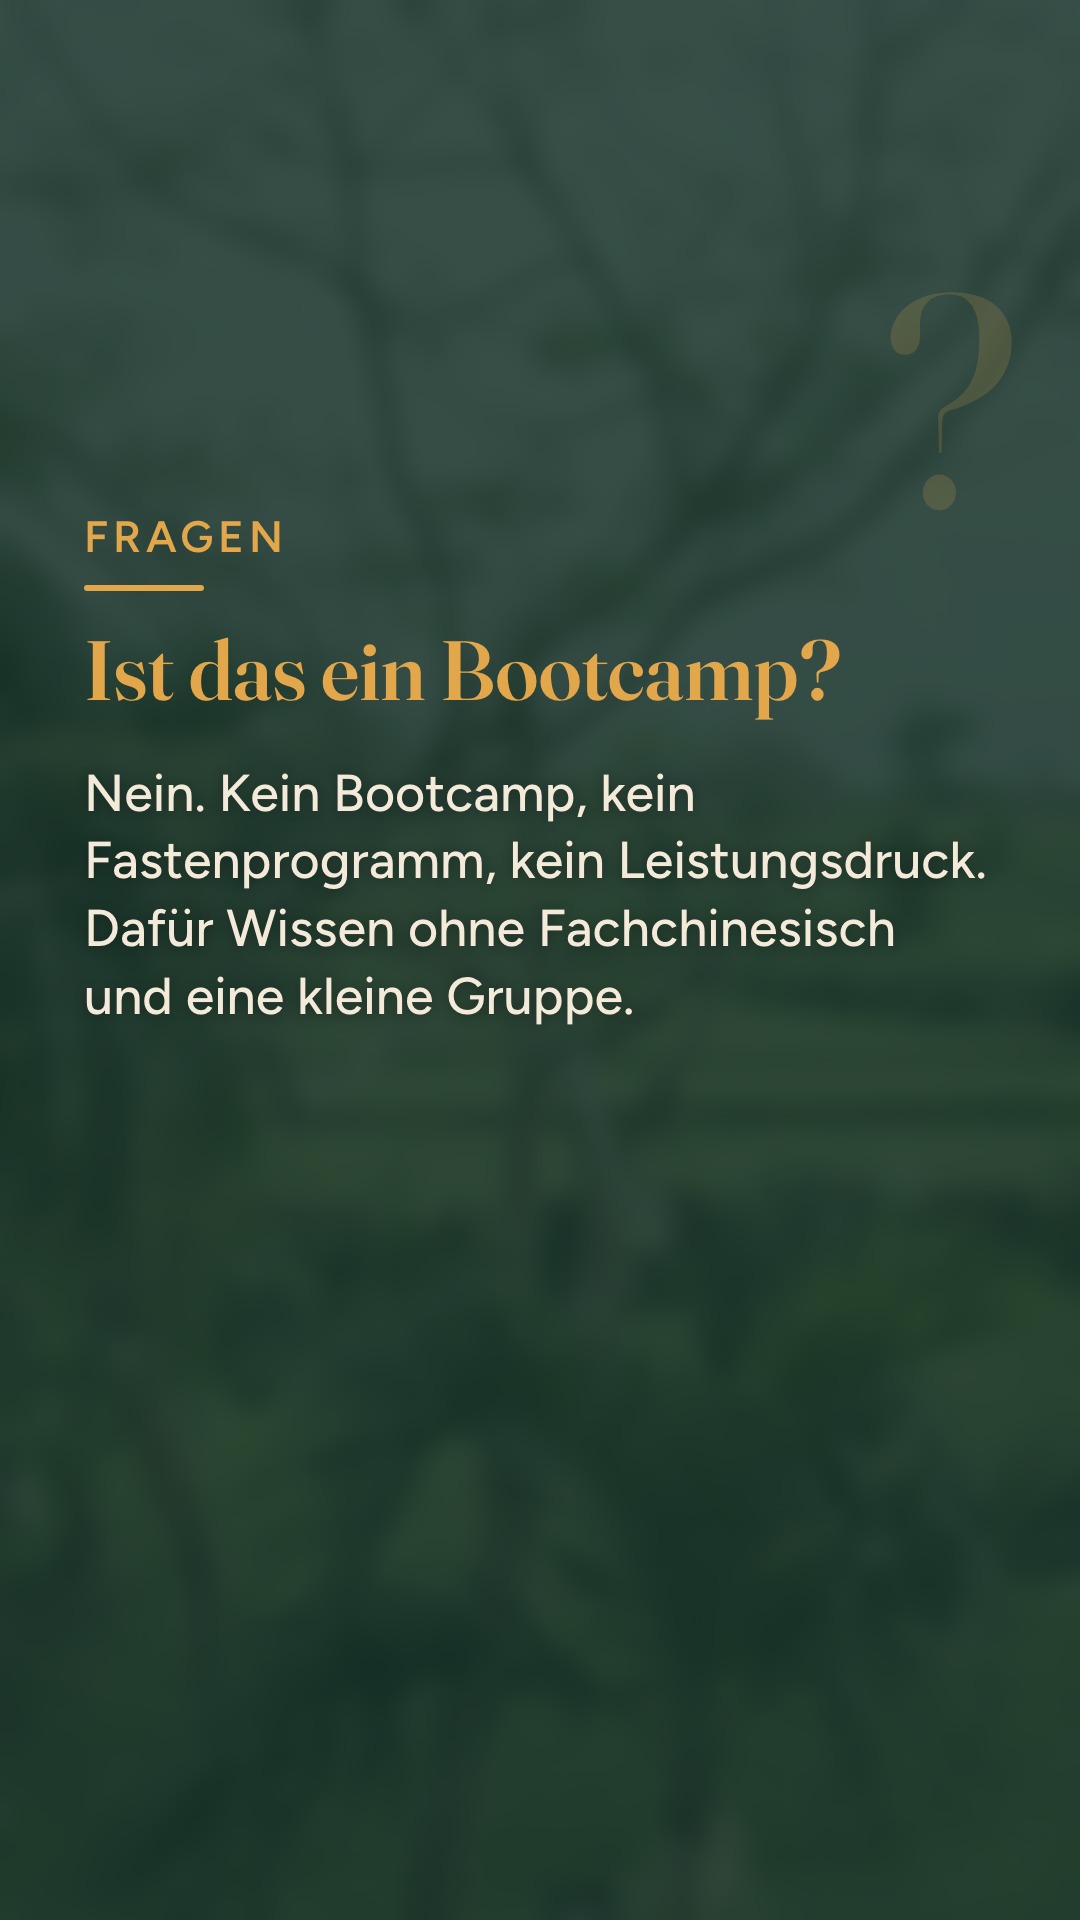 ?
FRAGEN
Ist das ein Bootcamp?
Nein. Kein Bootcamp, kein
Fastenprogramm, kein Leistungsdruck.
Dafür Wissen ohne Fachchinesisch
und eine kleine Gruppe.